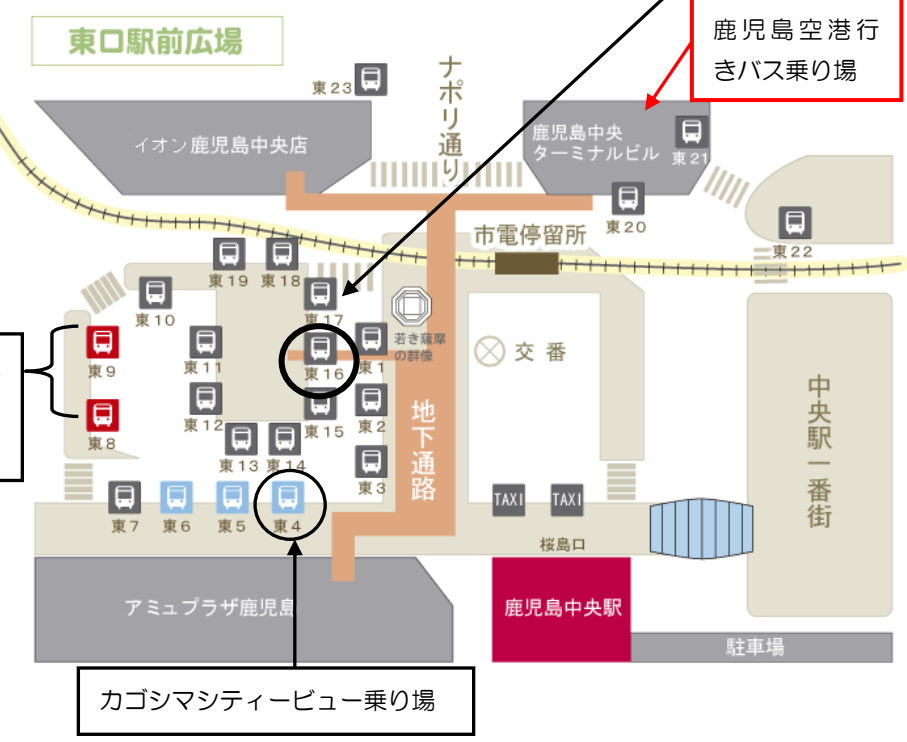 東口駅前広場
鹿児島空港行
きバス乗り場
東23
ナポリ通り
イオン鹿児島中央店
鹿児島中央
ターミナルビル
東21
東20
東22
市電停留所
東19
東18
東17
東10
若き薩摩
の群像
東1
東16
交番
東9
東11
東12
東15
東2
東8
東13
東14
東3
地下通路
中央駅一番街
東7
東6
東5
東4
TAXI
TAXI
桜島口
アミュプラザ鹿児島
鹿児島中央駅
駐車場
カゴシマシティービュー乗り場